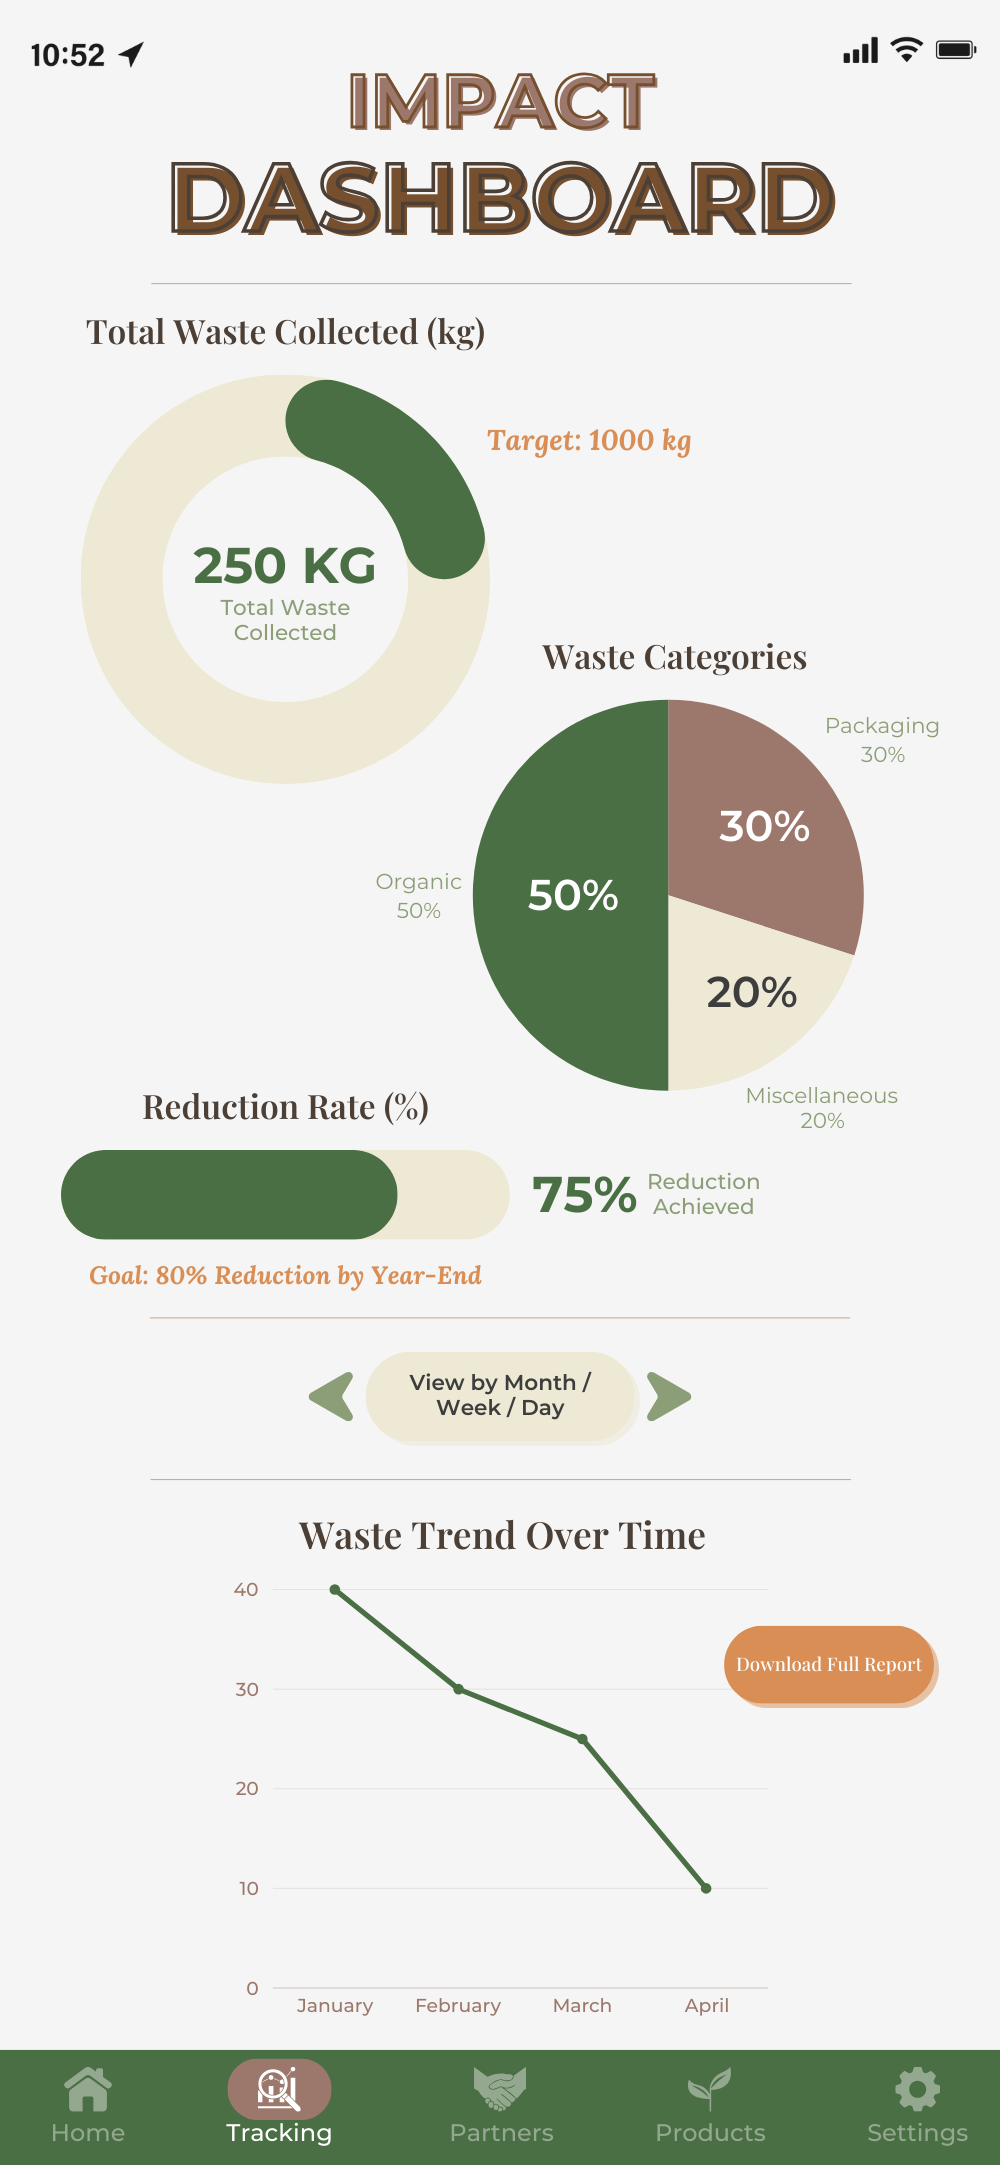 10:52
IMPACT
DASHBOARD
Total Waste Collected (kg)
Target: 1000 kg
250 KG
Total Waste
Collected
Waste Categories
Packaging
30%
30%
Organic
50%
50%
20%
Miscellaneous
20%
Reduction Rate (%)
75%
Reduction
Achieved
Goal: 80% Reduction by Year-End
View by Month /
Week / Day
Waste Trend Over Time
40
30
20
10
0
Download Full Report
January
February
March
April
Home
Tracking
Partners
Products
Settings